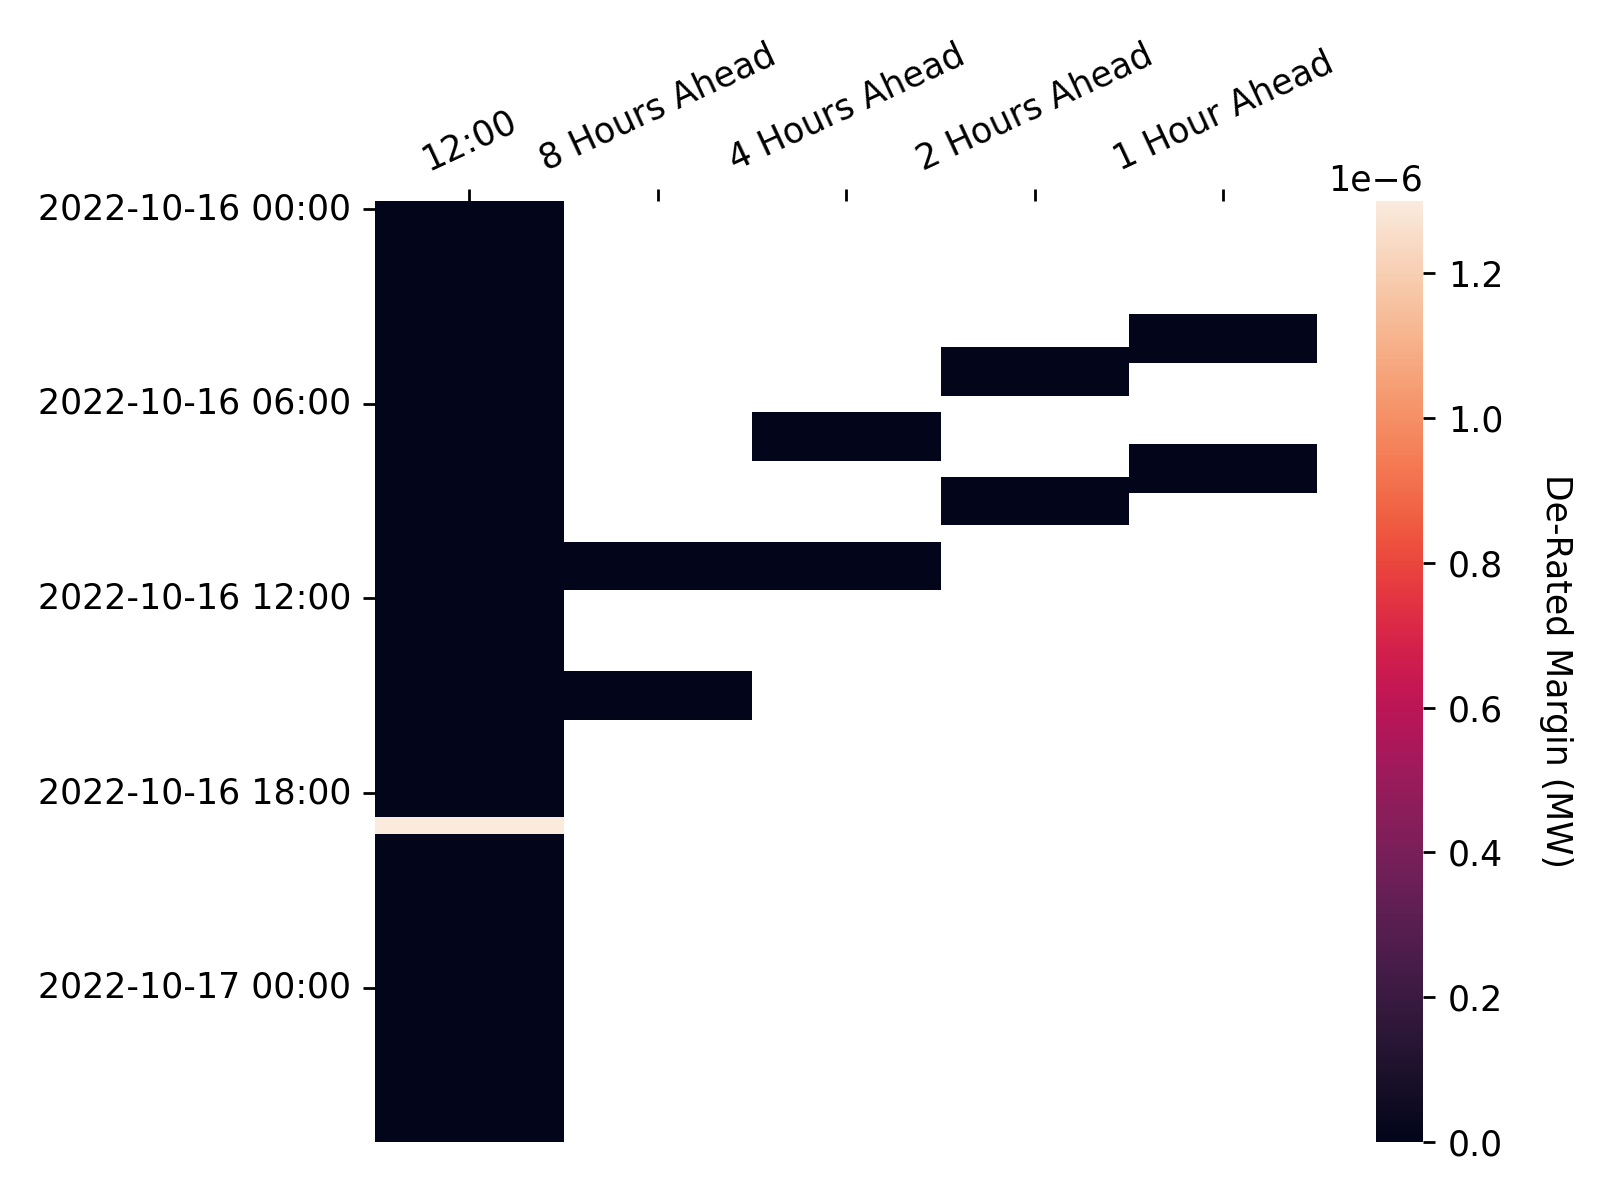 12:00
8 Hours Ahead
4 Hours Ahead
2 Hours Ahead
1 Hour Ahead
1e−6
2022-10-16 00:00
2022-10-16 06:00
2022-10-16 12:00
2022-10-16 18:00
2022-10-17 00:00
1.2
1.0
0.8
0.6
0.4
0.2
0.0
De-Rated Margin (MW)